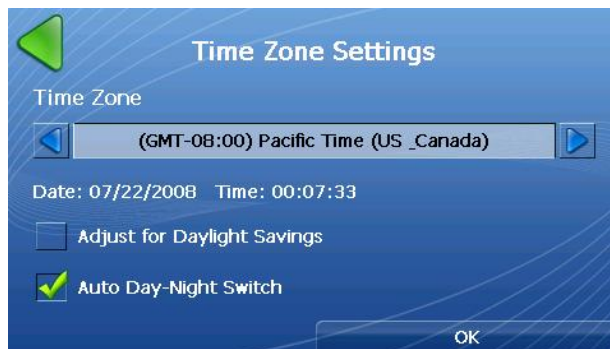 Time Zone Settings
Time Zone
(GMT-08:00) Pacific Time (US _Canada)
Date: 07/22/2008 Time: 00:07:33
Adjust for Daylight Savings
Auto Day-Night Switch
OK